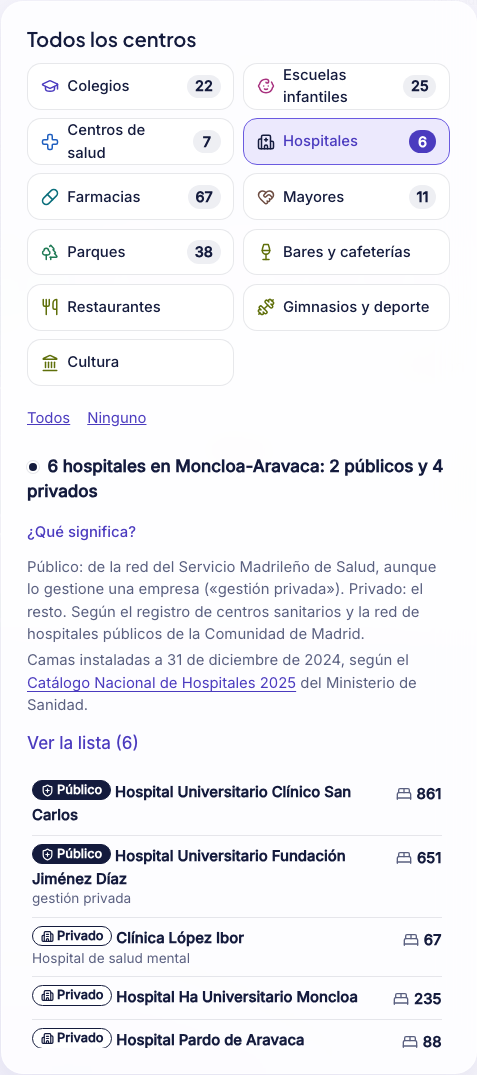 Todos los centros
Colegios 22
Escuelas
infantiles 25
Centros de
salud 7
Hospitales 6
Farmacias 67
Mayores 11
Parques 38
Bares y cafeterías
Restaurantes
Gimnasios y deporte
Cultura
Todos Ninguno
6 hospitales en Moncloa-Aravaca: 2 públicos y 4
privados
¿Qué significa?
Público: de la red del Servicio Madrileño de Salud, aunque
lo gestione una empresa («gestión privada»). Privado: el
resto. Según el registro de centros sanitarios y la red de
hospitales públicos de la Comunidad de Madrid.
Camas instaladas a 31 de diciembre de 2024, según el
Catálogo Nacional de Hospitales 2025 del Ministerio de
Sanidad.
Ver la lista (6)
Público Hospital Universitario Clínico San
Carlos 861
Público Hospital Universitario Fundación
Jiménez Díaz 651
gestión privada
Privado Clínica López Ibor 67
Hospital de salud mental
Privado Hospital Ha Universitario Moncloa 235
Privado Hospital Pardo de Aravaca 88